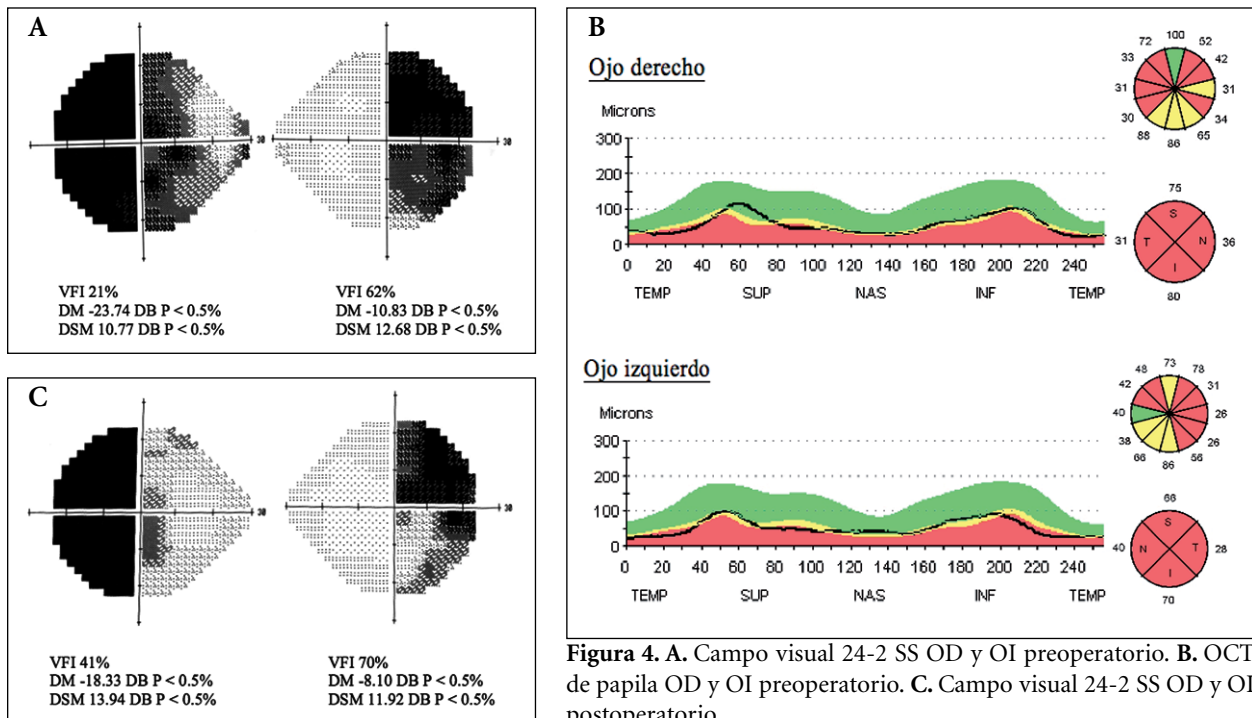 A
30
30
VFI 21%
DM -23.74 DB P < 0.5%
DSM 10.77 DB P < 0.5%
VFI 62%
DM -10.83 DB P < 0.5%
DSM 12.68 DB P < 0.5%
C
30
30
VFI 41%
DM -18.33 DB P < 0.5%
DSM 13.94 DB P < 0.5%
VFI 70%
DM -8.10 DB P < 0.5%
DSM 11.92 DB P < 0.5%
B
Ojo derecho
Microns
300
200
100
0
0 20 40 60 80 100 120 140 160 180 200 220 240
TEMP SUP NAS INF TEMP
100
72 52
33 42
31 31
30 34
88 65
86
75
S
31 T N 36
I
80
Ojo izquierdo
Microns
300
200
100
0
0 20 40 60 80 100 120 140 160 180 200 220 240
TEMP SUP NAS INF TEMP
73
48 78
42 31
40 26
38 26
66 56
86
66
S
40 N T 28
I
70
Figura 4. A. Campo visual 24-2 SS OD y OI preoperatorio. B. OCT
de papila OD y OI preoperatorio. C. Campo visual 24-2 SS OD y OI
postoperatorio